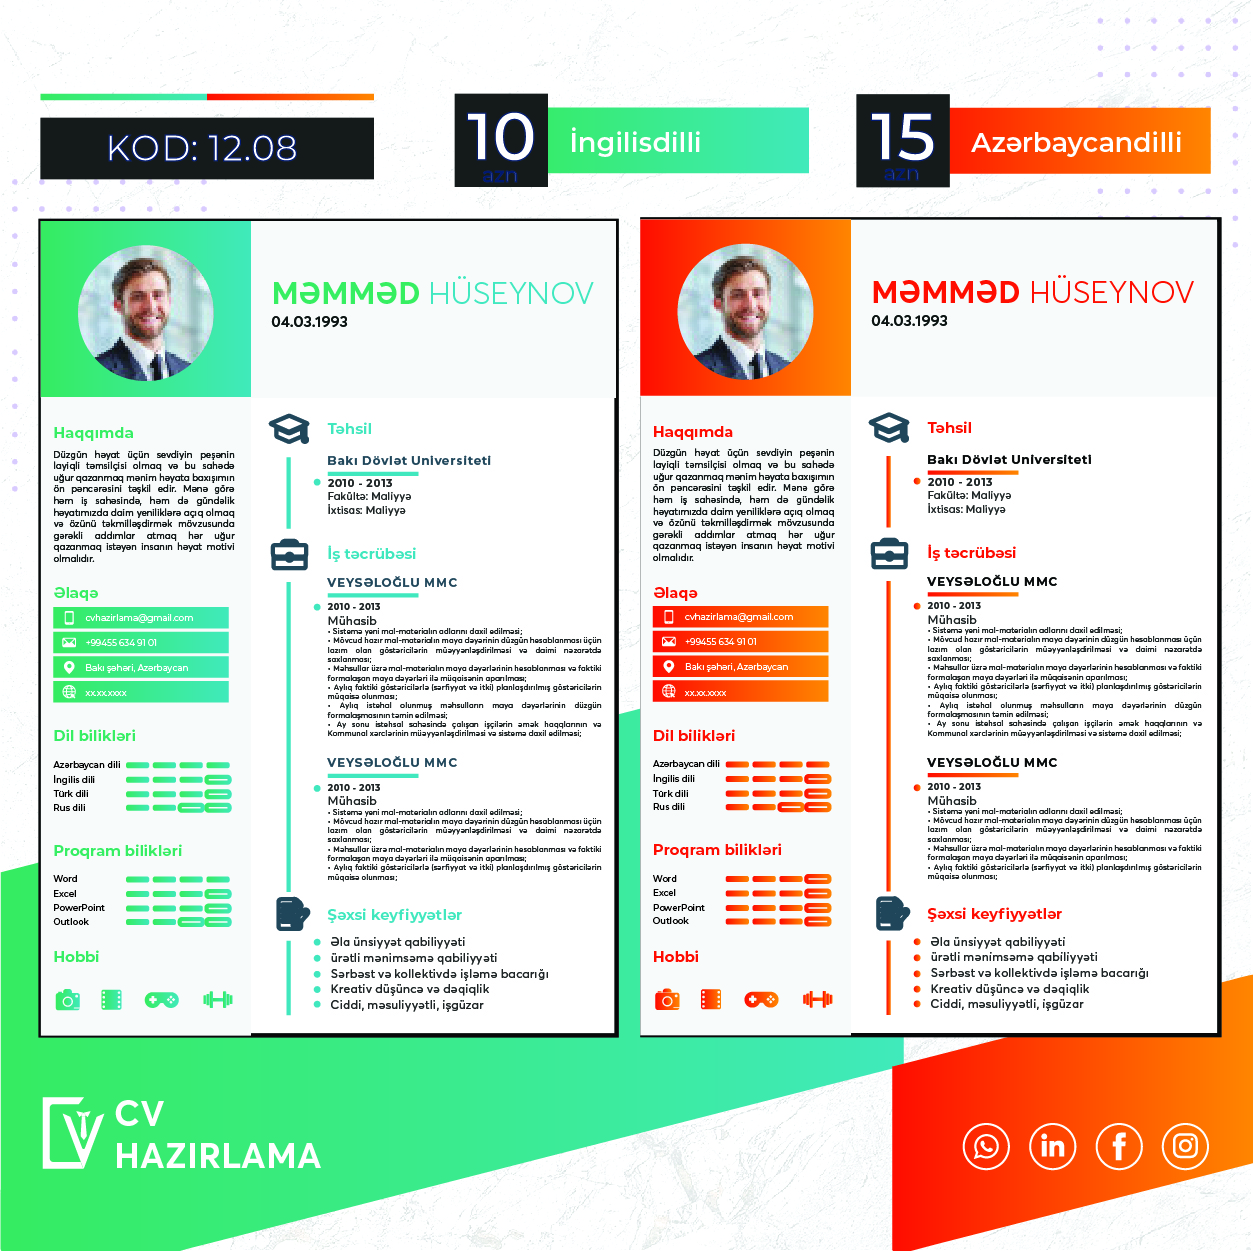 KOD: 12.08
10
azn
İngilisdilli
15
azn
Azərbaycandilli
MƏMMƏD HÜSEYNOV
04.03.1993
Haqqımda
Düzgün həyat üçün sevdiyin peşənin
layiqli təmsilçisi olmaq və bu sahədə
uğur qazanmaq mənim həyata baxışımın
ön pəncərəsini təşkil edir. Mənə görə
həm iş sahəsində, həm də gündəlik
həyatımızda daim yeniliklərə açıq olmaq
və özünü təkmilləşdirmək mövzusunda
gərəkli addımlar atmaq hər uğur
qazanmaq istəyən insanın həyat motivi
olmalıdır.
Əlaqə
cvhazirlama@gmail.com
+99455 634 91 01
Bakı şəhəri, Azərbaycan
xx.xx.xxxx
Dil bilikləri
Azərbaycan dili
İngilis dili
Türk dili
Rus dili
Proqram bilikləri
Word
Excel
PowerPoint
Outlook
Hobbi
Təhsil
Bakı Dövlət Universiteti
2010 - 2013
Fakültə: Maliyyə
İxtisas: Maliyyə
İş təcrübəsi
VEYSƏLOĞLU MMC
2010 - 2013
Mühasib
• Sistemə yeni mal-materialın adlarını daxil edilməsi;
• Mövcud hazır mal-materialın maya dəyərinin düzgün hesablanması üçün
lazım olan göstəricilərin müəyyənləşdirilməsi və daimi nəzarətdə
saxlanması;
• Məhsullar üzrə mal-materialın maya dəyərlərinin hesablanması və faktiki
formalaşan maya dəyərləri ilə müqaisənin aparılması;
• Aylıq faktiki göstəricilərlə (sərfiyyat və itki) planlaşdırılmış göstəricilərin
müqaisə olunması;
• Aylıq istehal olunmuş məhsulların maya dəyərlərinin düzgün
formalaşmasının təmin edilməsi;
• Ay sonu istehsal sahəsində çalışan işçilərin əmək haqqlarının və
Kommunal xərclərinin müəyyənləşdirilməsi və sistemə daxil edilməsi;
VEYSƏLOĞLU MMC
2010 - 2013
Mühasib
• Sistemə yeni mal-materialın adlarını daxil edilməsi;
• Mövcud hazır mal-materialın maya dəyərinin düzgün hesablanması üçün
lazım olan göstəricilərin müəyyənləşdirilməsi və daimi nəzarətdə
saxlanması;
• Məhsullar üzrə mal-materialın maya dəyərlərinin hesablanması və faktiki
formalaşan maya dəyərləri ilə müqaisənin aparılması;
• Aylıq faktiki göstəricilərlə (sərfiyyat və itki) planlaşdırılmış göstəricilərin
müqaisə olunması;
Şəxsi keyfiyyətlər
Əla ünsiyyət qabiliyyəti
ürətli mənimsəmə qabiliyyəti
Sərbəst və kollektivdə işləmə bacarığı
Kreativ düşüncə və dəqiqlik
Ciddi, məsuliyyətli, işgüzar
MƏMMƏD HÜSEYNOV
04.03.1993
Haqqımda
Düzgün həyat üçün sevdiyin peşənin
layiqli təmsilçisi olmaq və bu sahədə
uğur qazanmaq mənim həyata baxışımın
ön pəncərəsini təşkil edir. Mənə görə
həm iş sahəsində, həm də gündəlik
həyatımızda daim yeniliklərə açıq olmaq
və özünü təkmilləşdirmək mövzusunda
gərəkli addımlar atmaq hər uğur
qazanmaq istəyən insanın həyat motivi
olmalıdır.
Əlaqə
cvhazirlama@gmail.com
+99455 634 91 01
Bakı şəhəri, Azərbaycan
xx.xx.xxxx
Dil bilikləri
Azərbaycan dili
İngilis dili
Türk dili
Rus dili
Proqram bilikləri
Word
Excel
PowerPoint
Outlook
Hobbi
Təhsil
Bakı Dövlət Universiteti
2010 - 2013
Fakültə: Maliyyə
İxtisas: Maliyyə
İş təcrübəsi
VEYSƏLOĞLU MMC
2010 - 2013
Mühasib
• Sistemə yeni mal-materialın adlarını daxil edilməsi;
• Mövcud hazır mal-materialın maya dəyərinin düzgün hesablanması üçün
lazım olan göstəricilərin müəyyənləşdirilməsi və daimi nəzarətdə
saxlanması;
• Məhsullar üzrə mal-materialın maya dəyərlərinin hesablanması və faktiki
formalaşan maya dəyərləri ilə müqaisənin aparılması;
• Aylıq faktiki göstəricilərlə (sərfiyyat və itki) planlaşdırılmış göstəricilərin
müqaisə olunması;
• Aylıq istehal olunmuş məhsulların maya dəyərlərinin düzgün
formalaşmasının təmin edilməsi;
• Ay sonu istehsal sahəsində çalışan işçilərin əmək haqqlarının və
Kommunal xərclərinin müəyyənləşdirilməsi və sistemə daxil edilməsi;
VEYSƏLOĞLU MMC
2010 - 2013
Mühasib
• Sistemə yeni mal-materialın adlarını daxil edilməsi;
• Mövcud hazır mal-materialın maya dəyərinin düzgün hesablanması üçün
lazım olan göstəricilərin müəyyənləşdirilməsi və daimi nəzarətdə
saxlanması;
• Məhsullar üzrə mal-materialın maya dəyərlərinin hesablanması və faktiki
formalaşan maya dəyərləri ilə müqaisənin aparılması;
• Aylıq faktiki göstəricilərlə (sərfiyyat və itki) planlaşdırılmış göstəricilərin
müqaisə olunması;
Şəxsi keyfiyyətlər
Əla ünsiyyət qabiliyyəti
ürətli mənimsəmə qabiliyyəti
Sərbəst və kollektivdə işləmə bacarığı
Kreativ düşüncə və dəqiqlik
Ciddi, məsuliyyətli, işgüzar
CV
HAZIRLAMA